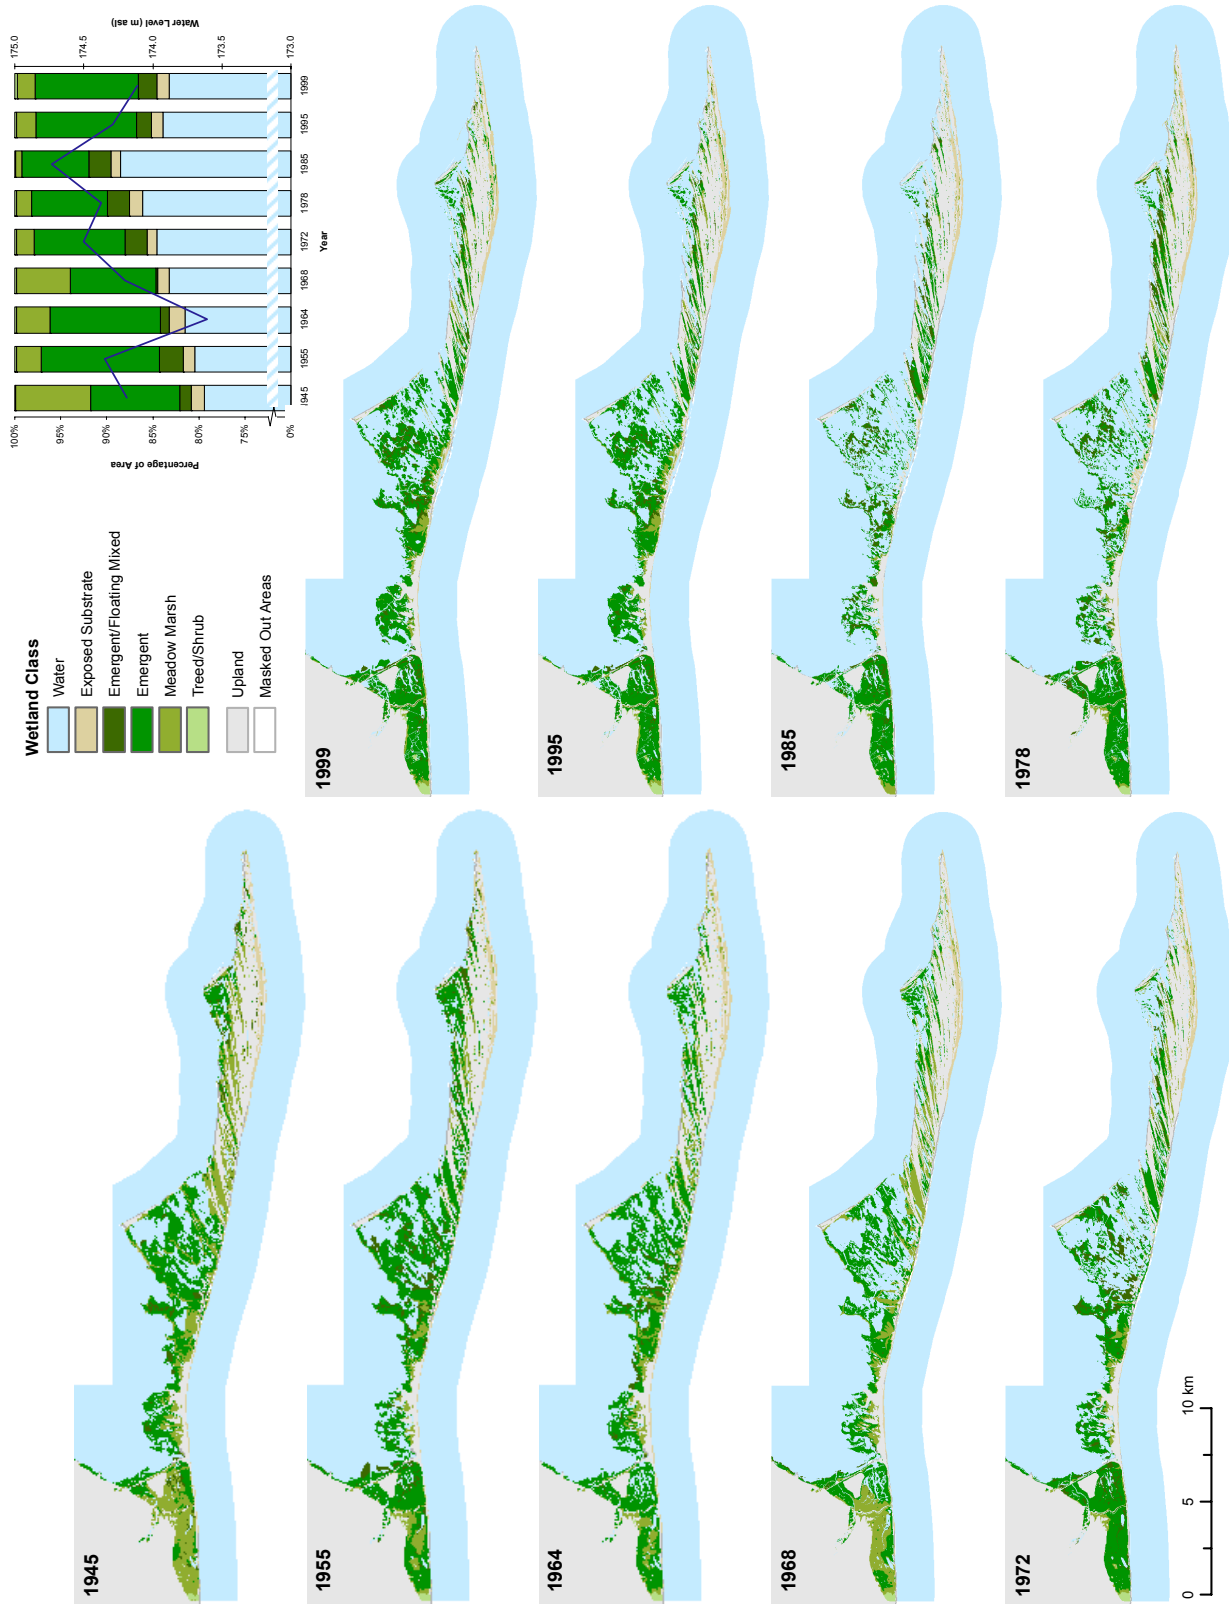 1945
1955
1964
1968
1972
0
5
10 km
Wetland Class
Water
Exposed Substrate
Emergent/Floating Mixed
Emergent
Meadow Marsh
Treed/Shrub
Upland
Masked Out Areas
Percentage of Area
100%
95%
90%
85%
80%
75%
0%
Water Level (m asl)
175.0
174.5
174.0
173.5
173.0
1945
1955
1964
1968
1972
1978
1985
1995
1999
Year
1999
1995
1985
1978